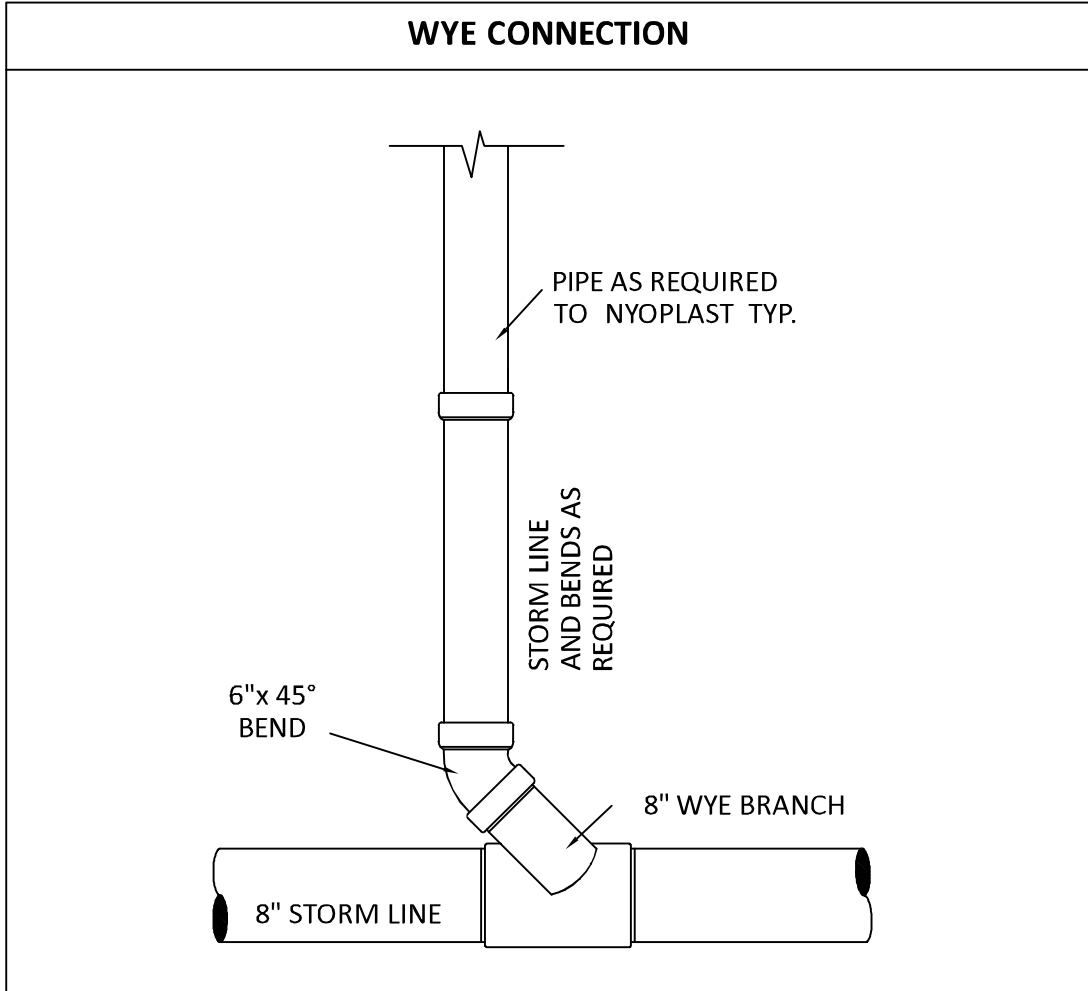 WYE CONNECTION
PIPE AS REQUIRED
TO NYOPLAST TYP.
STORM LINE
AND BENDS AS
REQUIRED
6"x 45°
BEND
8" WYE BRANCH
8" STORM LINE